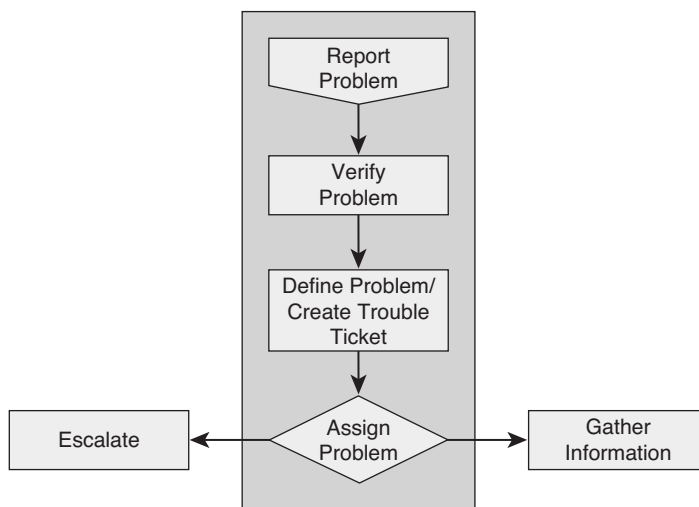 Report
Problem
Verify
Problem
Define Problem/
Create Trouble
Ticket
Assign
Problem
Escalate
Gather
Information